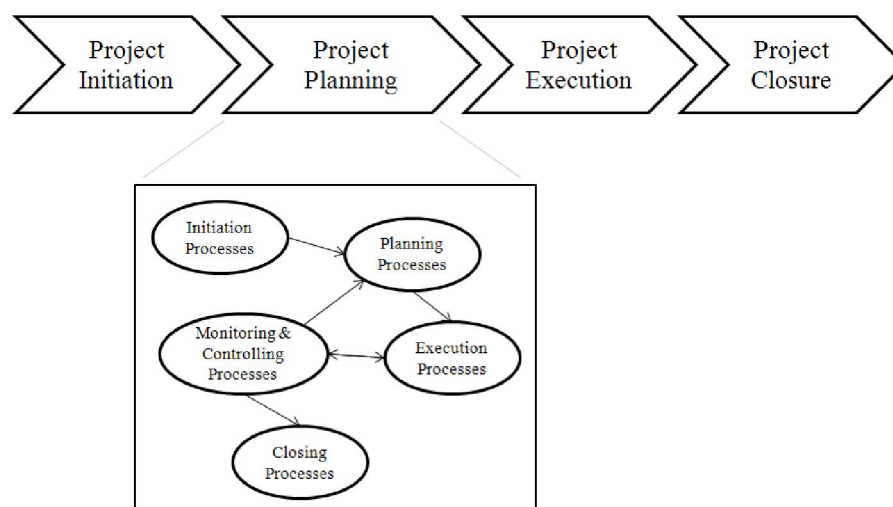 Project
Initiation
Project
Planning
Project
Execution
Project
Closure
Initiation
Processes
Planning
Processes
Monitoring &
Controlling
Processes
Execution
Processes
Closing
Processes